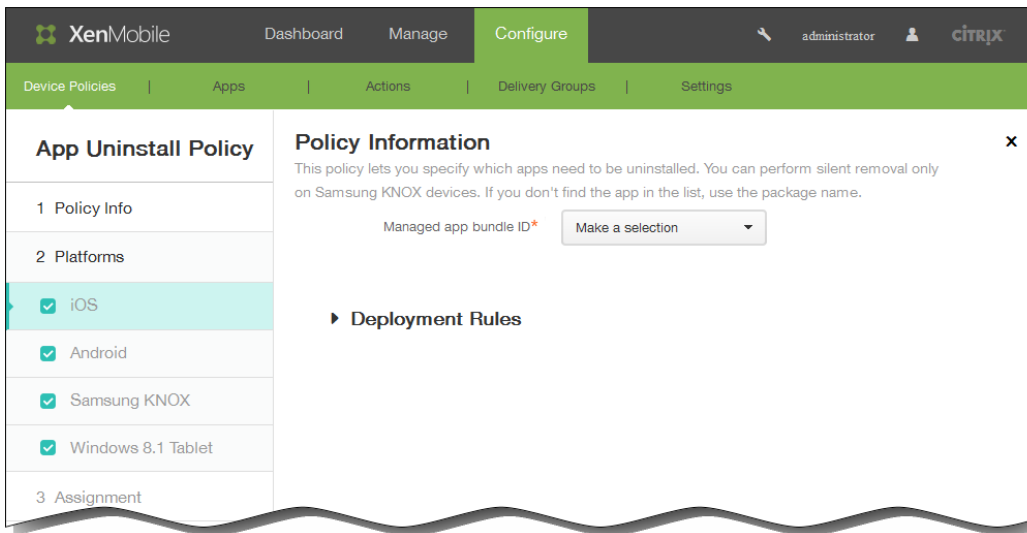 XenMobile Dashboard Manage Configure administrator CİTRIX
Device Policies | Apps | Actions | Delivery Groups | Settings
App Uninstall Policy
1 Policy Info
2 Platforms
iOS
Android
Samsung KNOX
Windows 8.1 Tablet
3 Assignment
Policy Information
This policy lets you specify which apps need to be uninstalled. You can perform silent removal only
on Samsung KNOX devices. If you don't find the app in the list, use the package name.
Managed app bundle ID* Make a selection
Deployment Rules